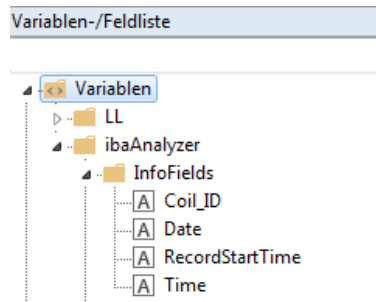 Variablen-/Feldliste
Variablen
LL
ibaAnalyzer
InfoFields
A Coil_ID
A Date
A RecordStartTime
A Time